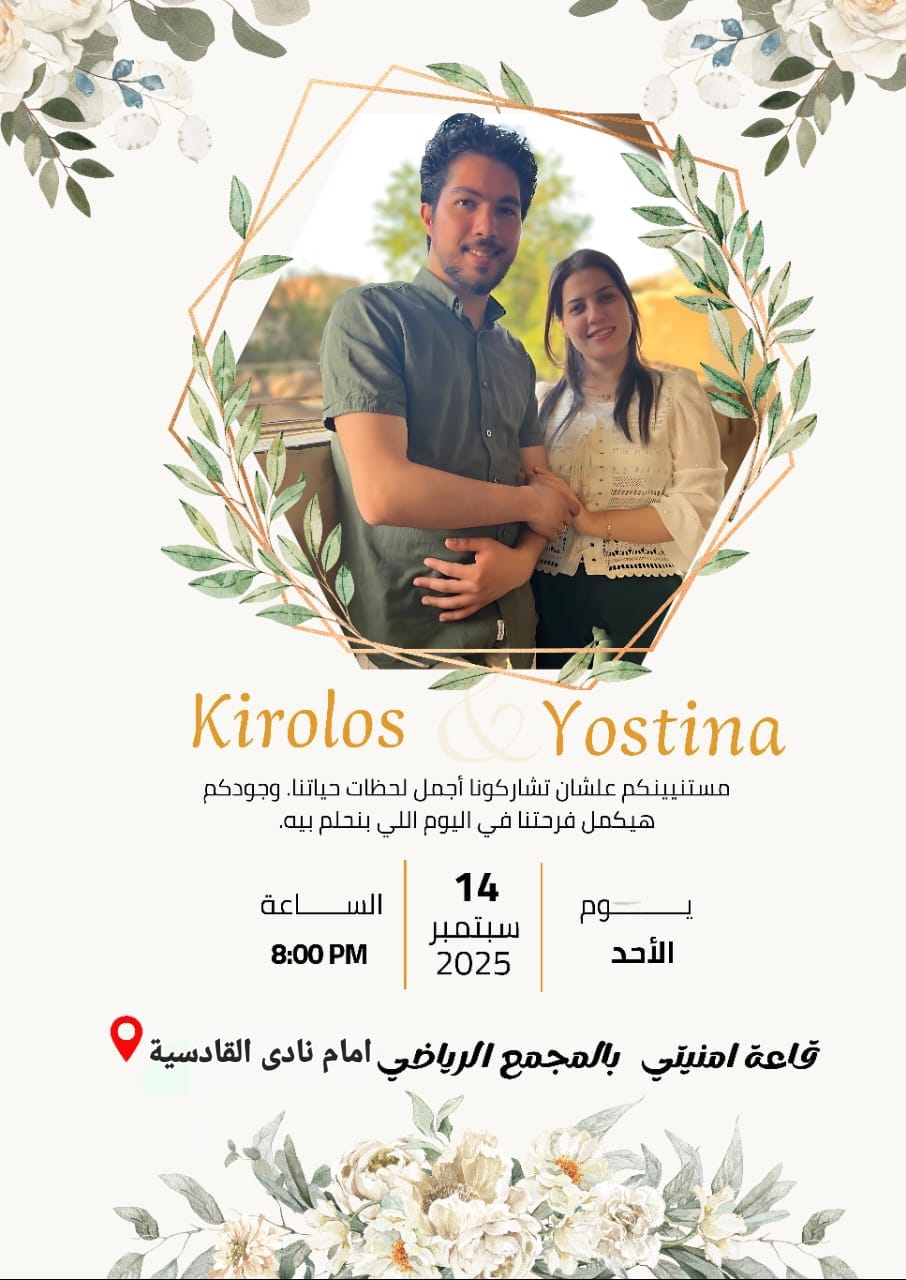 Kirolos & Yostina
مستنيينكم علشان تشاركونا أجمل لحظات حياتنا. وجودكم
هيكمل فرحتنا في اليوم اللي بنحلم بيه.
يـــــوم
الأحد
14
سبتمبر
2025
الســـــاعة
8:00 PM
قاعة امنيتي بالمجمع الرياضي امام نادى القادسية